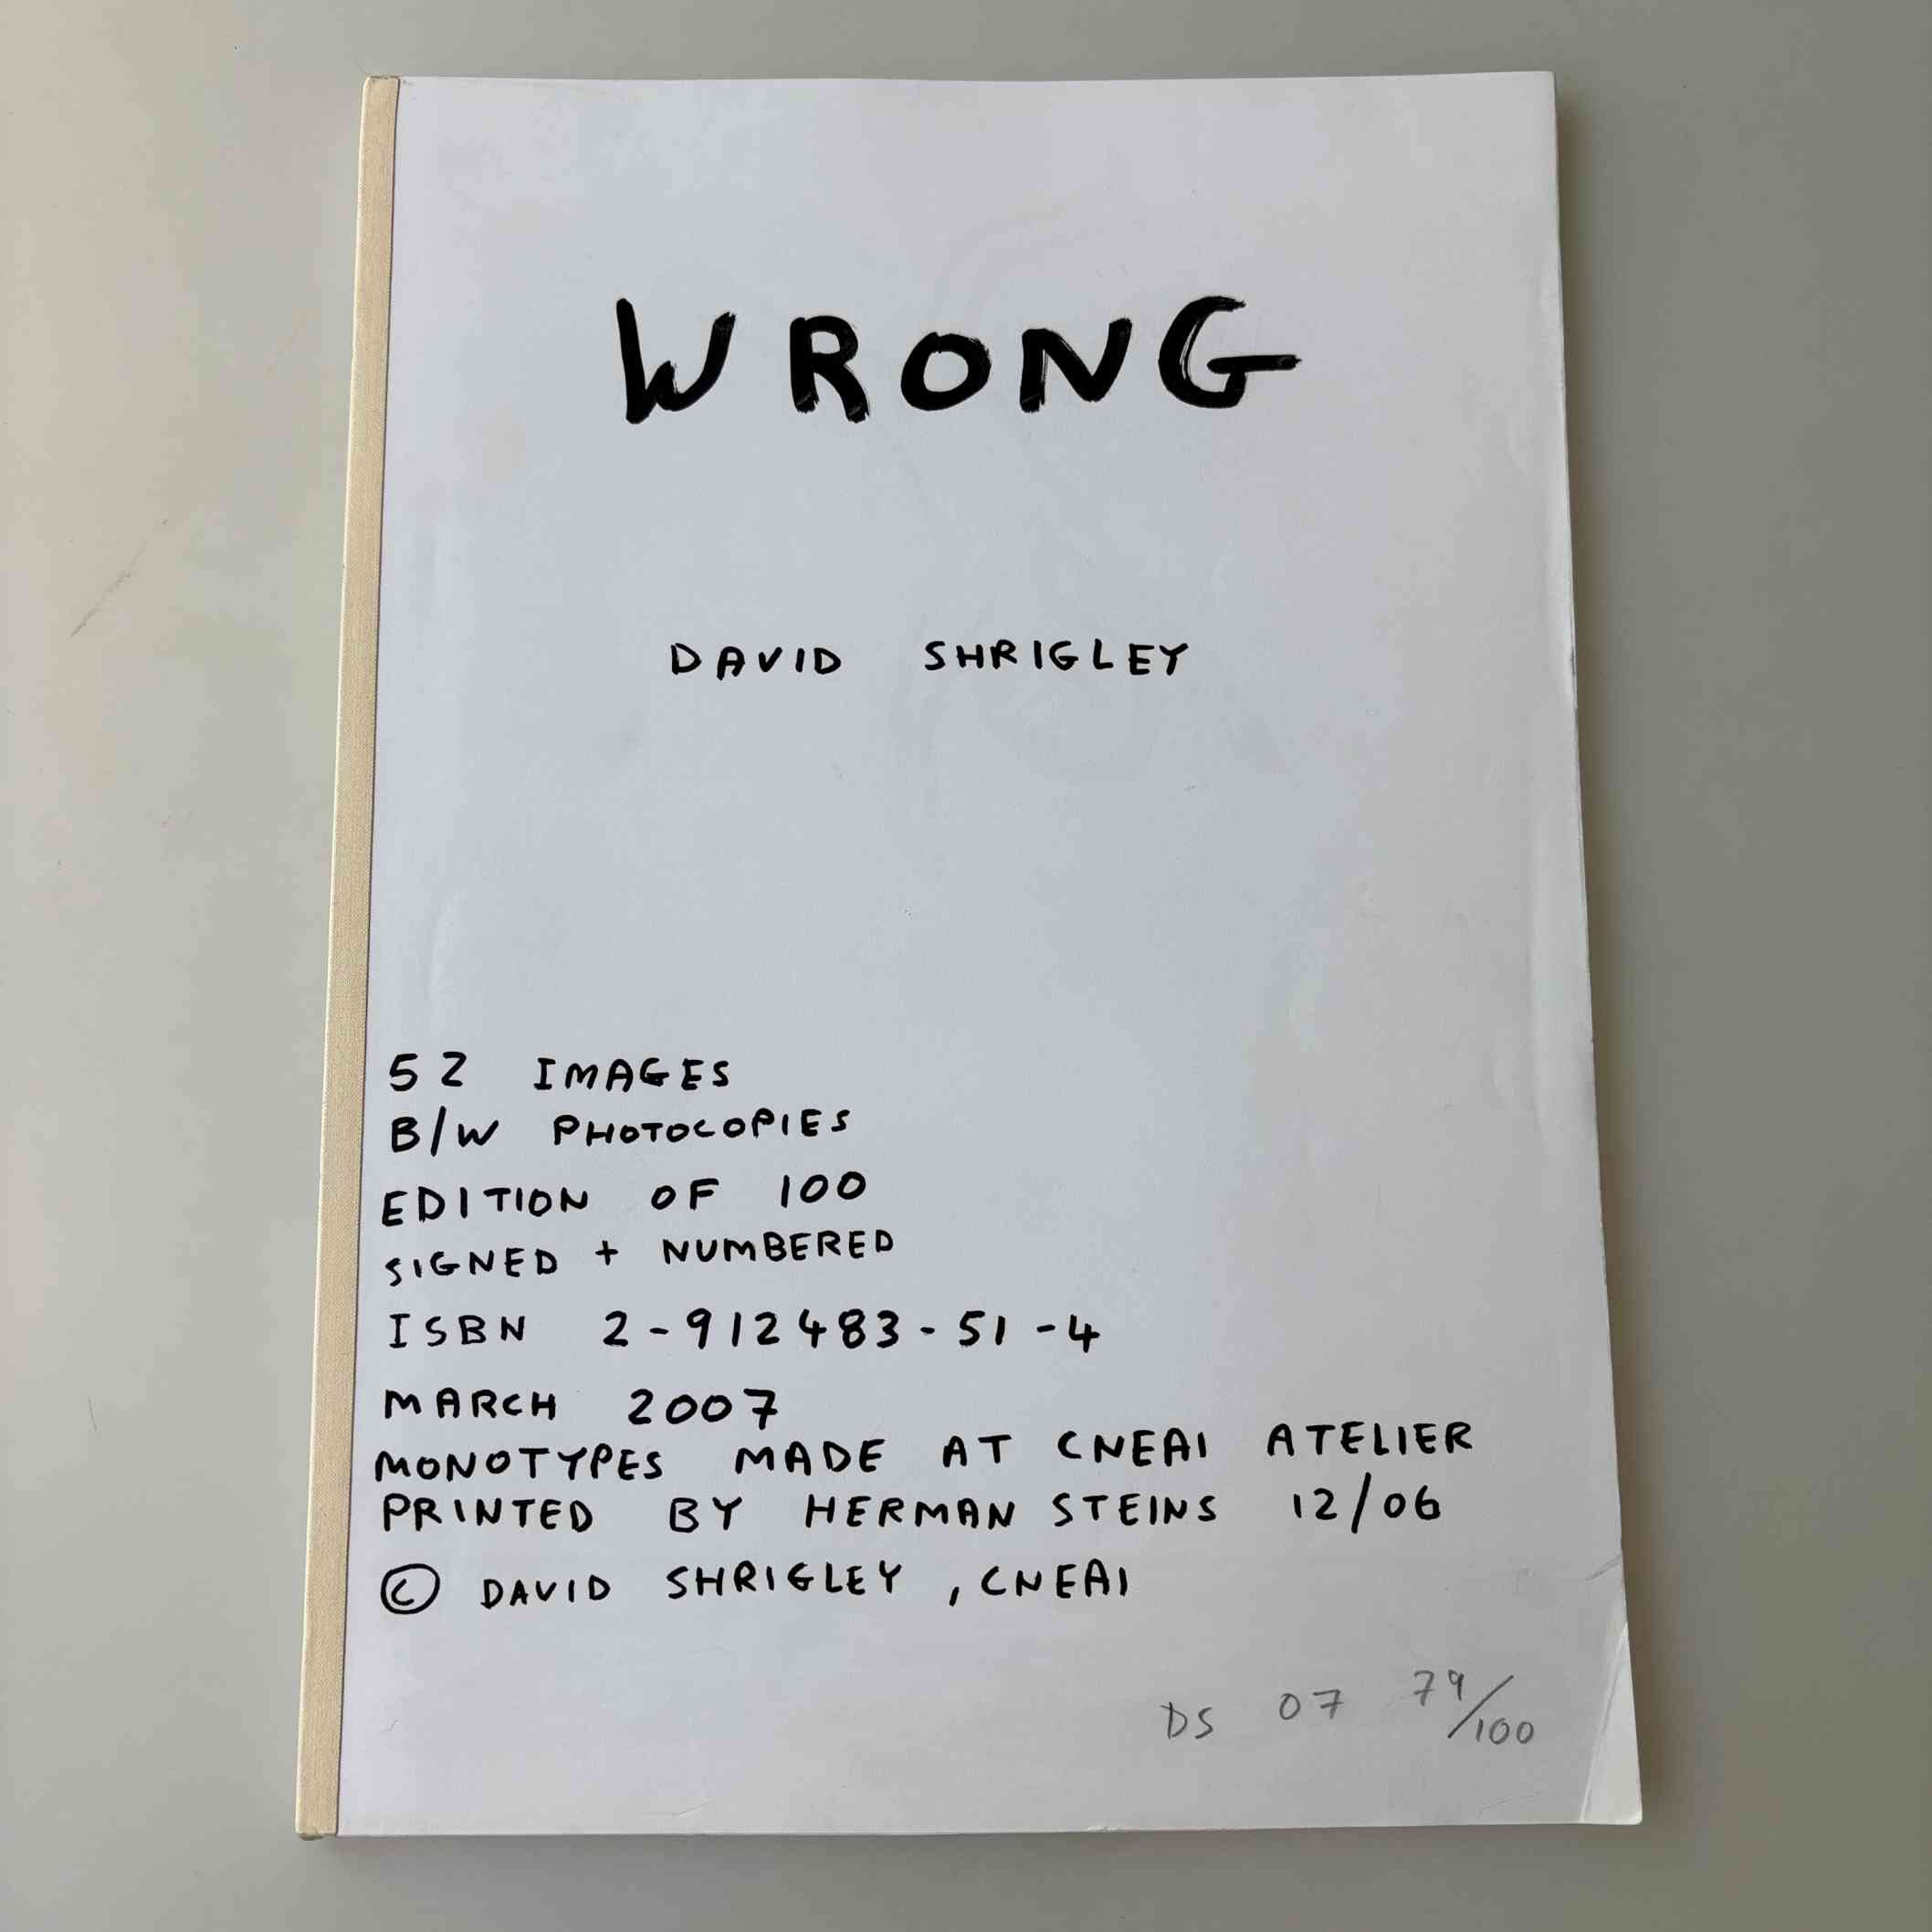 WRONG
DAVID SHRIGLEY
52 IMAGES
B/W PHOTOCOPIES
EDITION OF 100
SIGNED + NUMBERED
ISBN 2-912483-51-4
MARCH 2007
MONOTYPES MADE AT CNEAI ATELIER
PRINTED BY HERMAN STEINS 12/06
© DAVID SHRIGLEY, CNEAI
DS 07 79/100